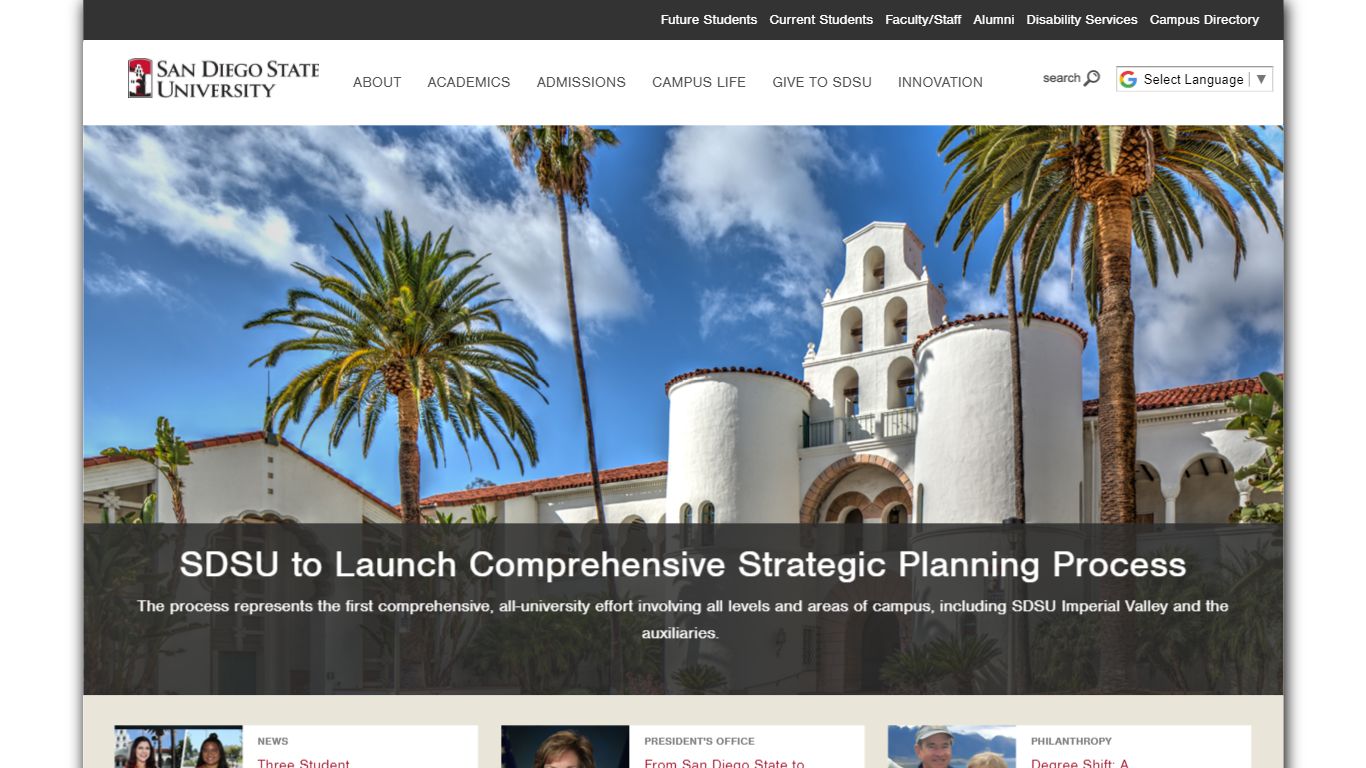 Future Students Current Students Faculty/Staff Alumni Disability Services Campus Directory
SAN DIEGO STATE
UNIVERSITY
ABOUT ACADEMICS ADMISSIONS CAMPUS LIFE GIVE TO SDSU INNOVATION
search
Select Language ▼
SDSU to Launch Comprehensive Strategic Planning Process
The process represents the first comprehensive, all-university effort involving all levels and areas of campus, including SDSU Imperial Valley and the
auxiliaries.
NEWS
Three Student
PRESIDENT'S OFFICE
From San Diego State to
PHILANTHROPY
Degree Shift: A